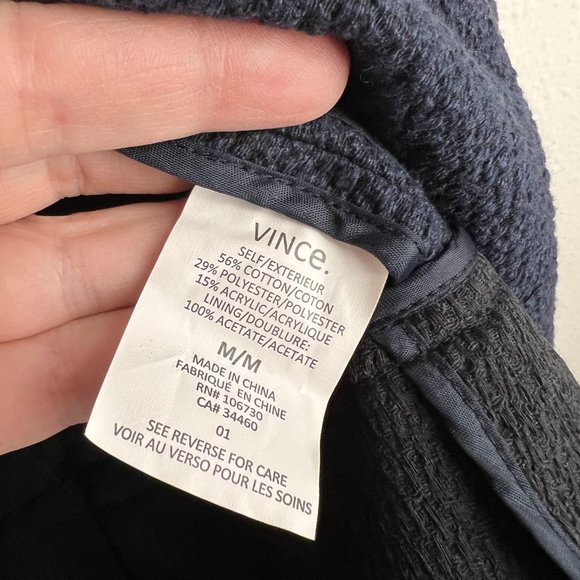 VINCe.
SELF/EXTERIEUR
56% COTTON/COTON
29% POLYESTER/POLYESTER
15% ACRYLIC/ACRYLIQUE
LINING/DOUBLURE:
100% ACETATE/ACETATE
M/M
MADE IN CHINA
FABRIQUÉ EN CHINE
RN# 106730
CA# 34460
01
SEE REVERSE FOR CARE
VOIR AU VERSO POUR LES SOINS